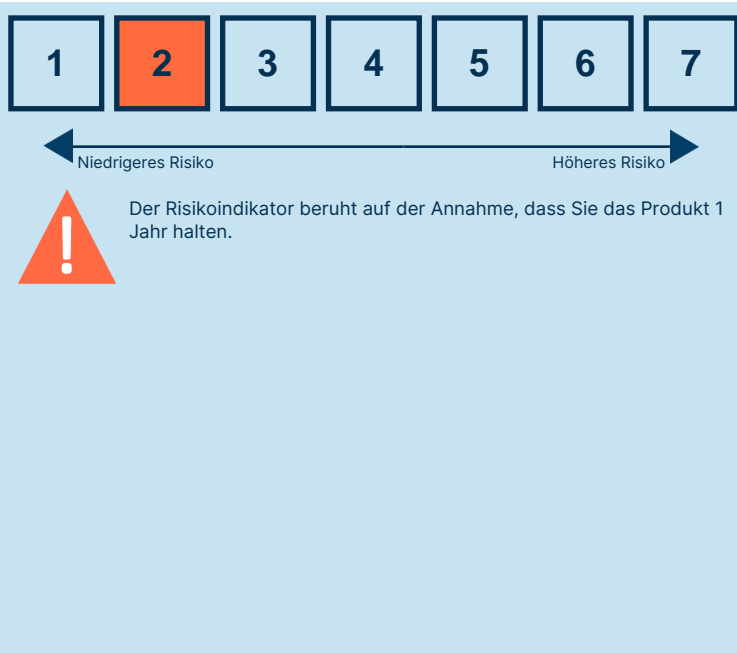 1 2 3 4 5 6 7
Niedrigeres Risiko Höheres Risiko
Der Risikoindikator beruht auf der Annahme, dass Sie das Produkt 1
Jahr halten.